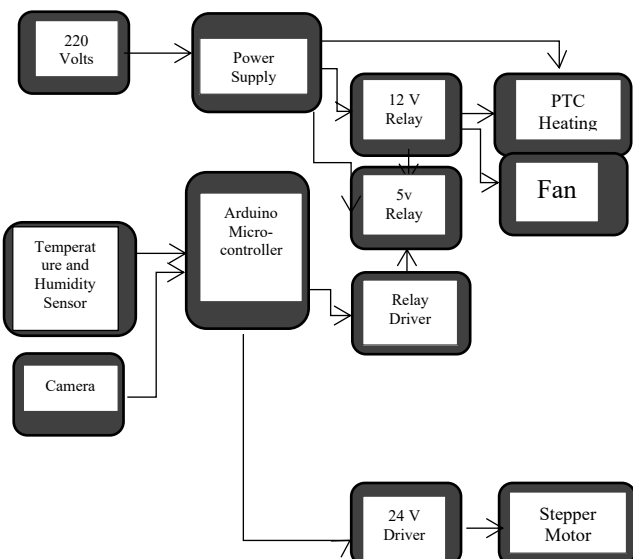 220
Volts
Power
Supply
12 V
Relay
PTC
Heating
Fan
5v
Relay
Arduino
Micro-
controller
Temperat
ure and
Humidity
Sensor
Relay
Driver
Camera
24 V
Driver
Stepper
Motor